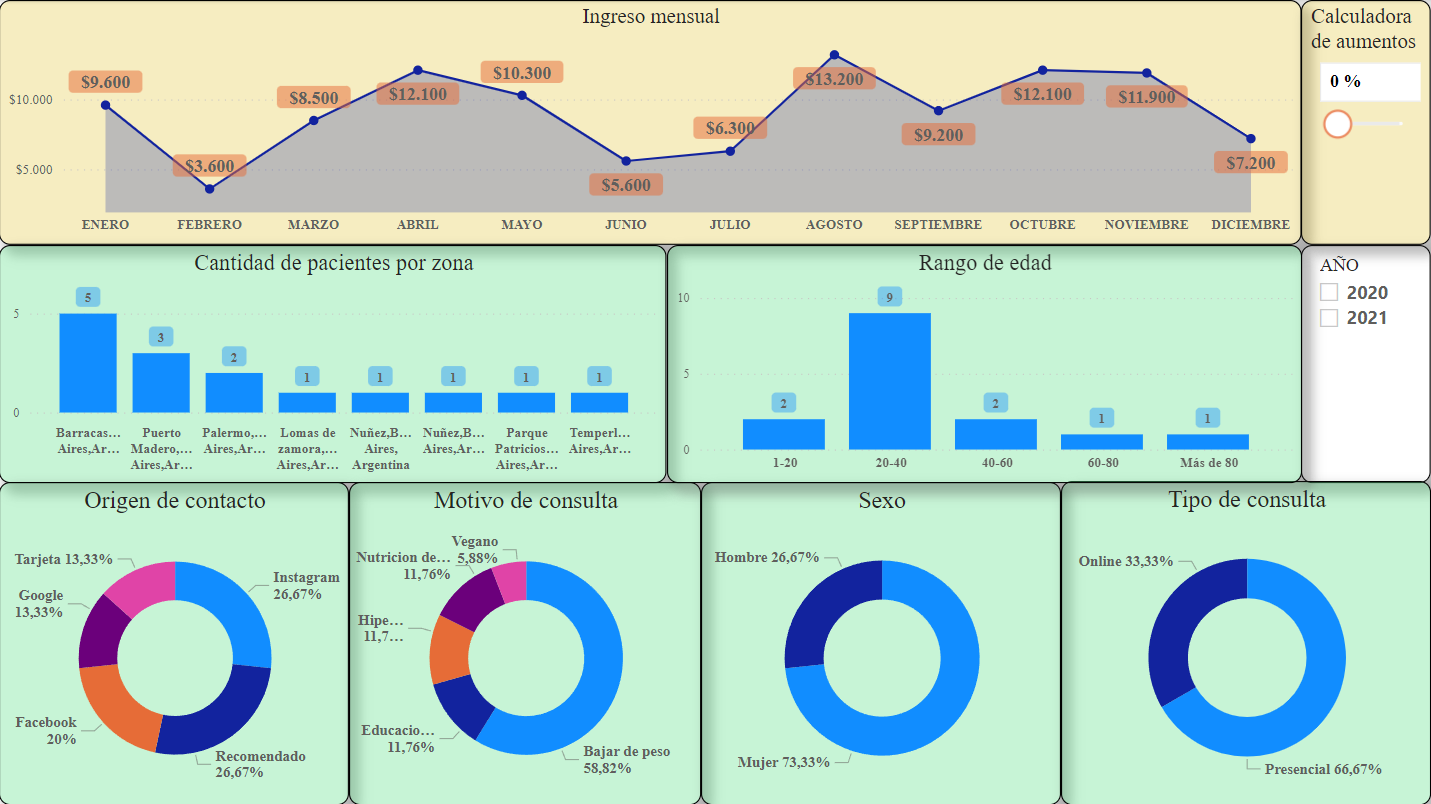 Ingreso mensual
$10.000
$5.000
$9.600
$3.600
$8.500
$12.100
$10.300
$5.600
$6.300
$13.200
$9.200
$12.100
$11.900
$7.200
ENERO
FEBRERO
MARZO
ABRIL
MAYO
JUNIO
JULIO
AGOSTO
SEPTIEMBRE
OCTUBRE
NOVIEMBRE
DICIEMBRE
Calculadora
de aumentos
0 %
Cantidad de pacientes por zona
5
0
5
3
2
1
1
1
1
1
Barracas…
Aires,Ar…
Puerto
Madero,…
Aires,Ar…
Palermo,…
Aires,Ar…
Lomas de
zamora,…
Aires,Ar…
Nuñez,B…
Aires,
Argentina
Nuñez,B…
Aires,Ar…
Parque
Patricios…
Aires,Ar…
Temperl…
Aires,Ar…
Rango de edad
10
5
0
2
9
2
1
1
1-20
20-40
40-60
60-80
Más de 80
AÑO
2020
2021
Origen de contacto
Tarjeta 13,33%
Google
13,33%
Facebook
20%
Instagram
26,67%
Recomendado
26,67%
Motivo de consulta
Vegano
5,88%
Nutricion de…
11,76%
Hipe…
11,7…
Educacio…
11,76%
Bajar de peso
58,82%
Sexo
Hombre 26,67%
Mujer 73,33%
Tipo de consulta
Online 33,33%
Presencial 66,67%